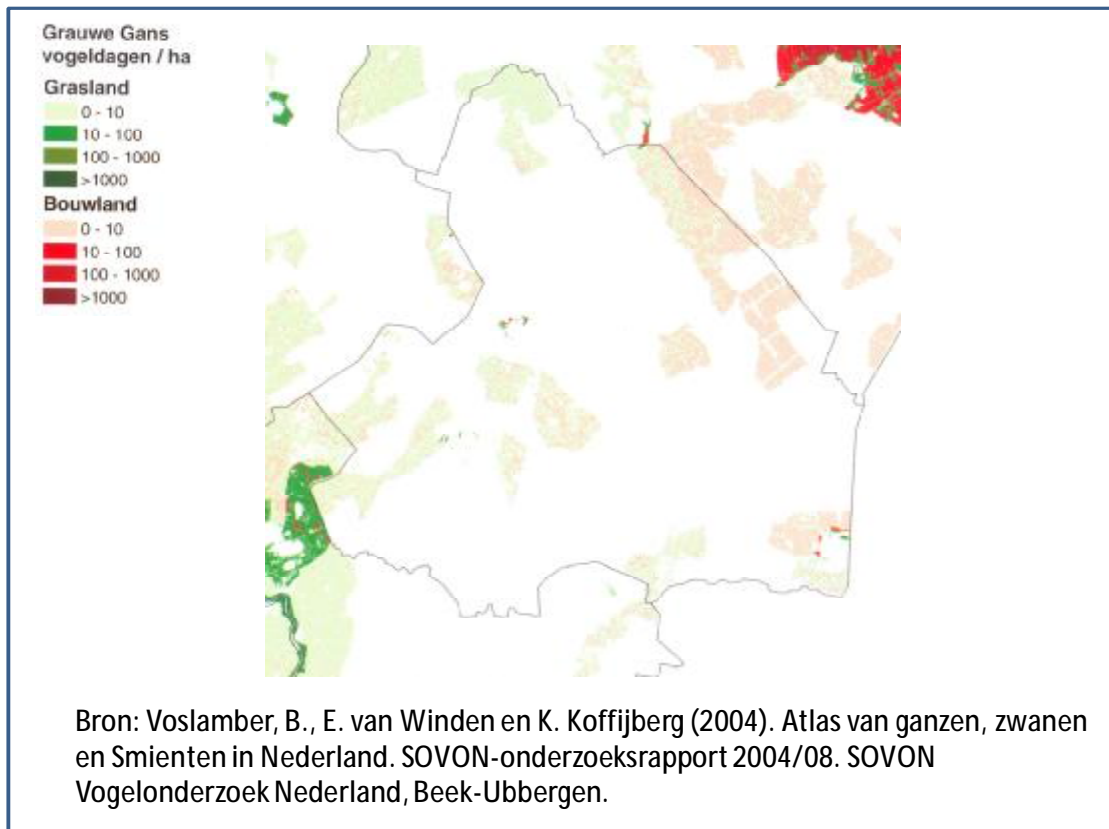 Grauwe Gans
vogeldagen / ha
Grasland
0 - 10
10 - 100
100 - 1000
>1000
Bouwland
0 - 10
10 - 100
100 - 1000
>1000
Bron: Voslamber, B., E. van Winden en K. Koffijberg (2004). Atlas van ganzen, zwanen
en Smienten in Nederland. SOVON-onderzoeksrapport 2004/08. SOVON
Vogelonderzoek Nederland, Beek-Ubbergen.